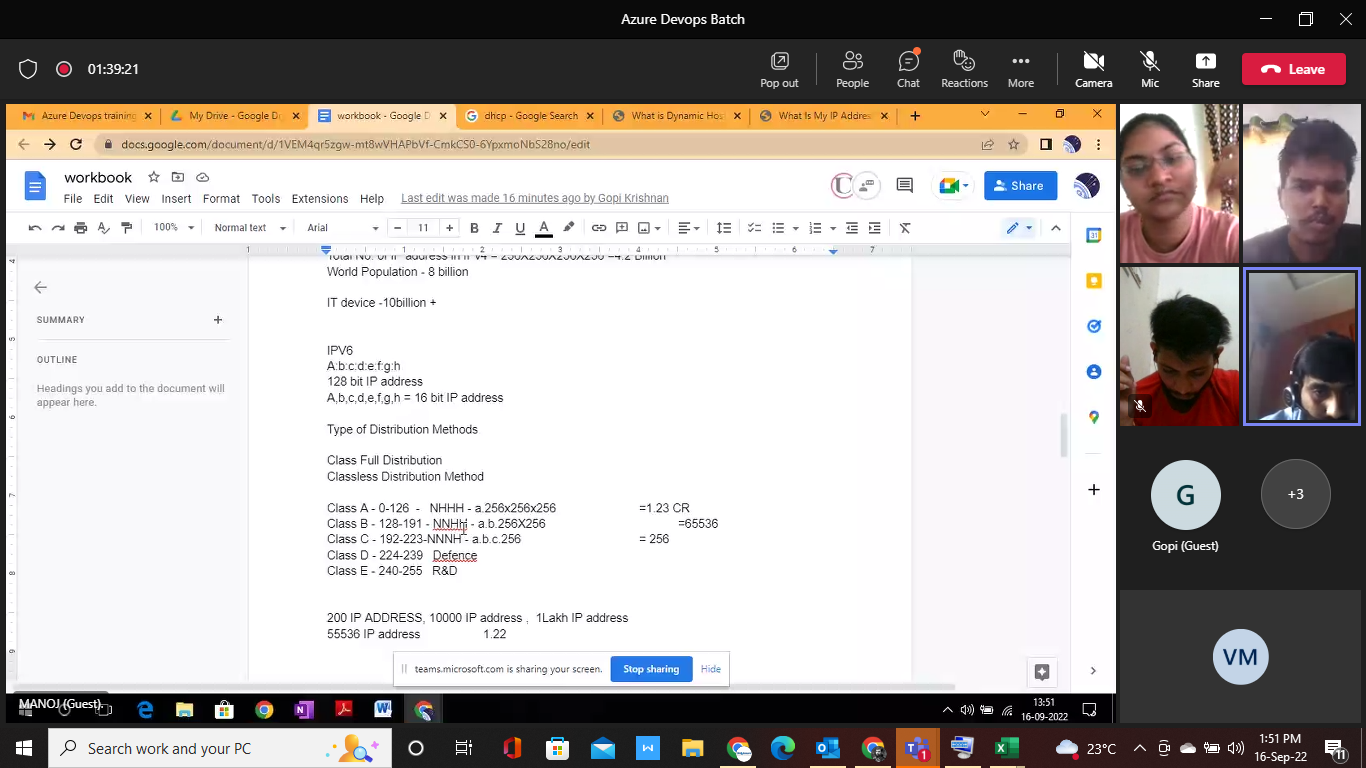 Azure Devops Batch
01:39:21
Pop out
People
Chat
Reactions
More
Camera
Mic
Share
Leave
Azure Devops training
My Drive - Google D
workbook - Google D
dhcp - Google Search
What is Dynamic Hos
What Is My IP Addres
docs.google.com/document/d/1VEM4qr5zgw-mt8wVHAPbVf-CmkCS0-6YpxmoNbS28no/edit
workbook
File Edit View Insert Format Tools Extensions Help
Last edit was made 16 minutes ago by Gopi Krishnan
Share
100% Normal text Arial 11
1 1 2 3 4 5 6 7
SUMMARY
OUTLINE
Headings you add to the document will
appear here.
Total No. of IP address in IPV4 = 256X256X256X256 =4.2 Billion
World Population - 8 billion
IT device -10billion +
IPV6
A:b:c:d:e:f:g:h
128 bit IP address
A,b,c,d,e,f,g,h = 16 bit IP address
Type of Distribution Methods
Class Full Distribution
Classless Distribution Method
Class A - 0-126 - NHHH - a.256x256x256 =1.23 CR
Class B - 128-191 - NNHH - a.b.256X256 =65536
Class C - 192-223-NNNH - a.b.c.256 = 256
Class D - 224-239 Defence
Class E - 240-255 R&D
200 IP ADDRESS, 10000 IP address , 1Lakh IP address
55536 IP address 1.22
teams.microsoft.com is sharing your screen.
Stop sharing
Hide
MANOJ (Guest)
13:51
16-09-2022
G
Gopi (Guest)
+3
VM
Search work and your PC
1
23°C
1:51 PM
16-Sep-22
11